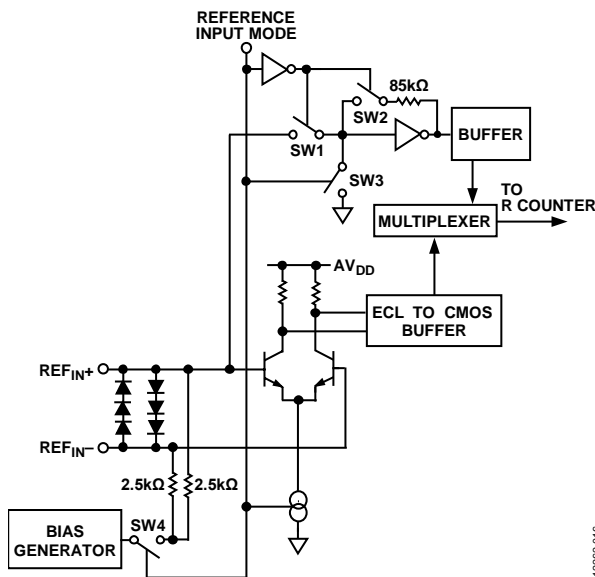 REFERENCE
INPUT MODE
85kΩ
SW2
SW1
BUFFER
SW3
TO
R COUNTER
MULTIPLEXER
AVDD
ECL TO CMOS
BUFFER
REFIN+
REFIN–
2.5kΩ
2.5kΩ
BIAS
GENERATOR
SW4